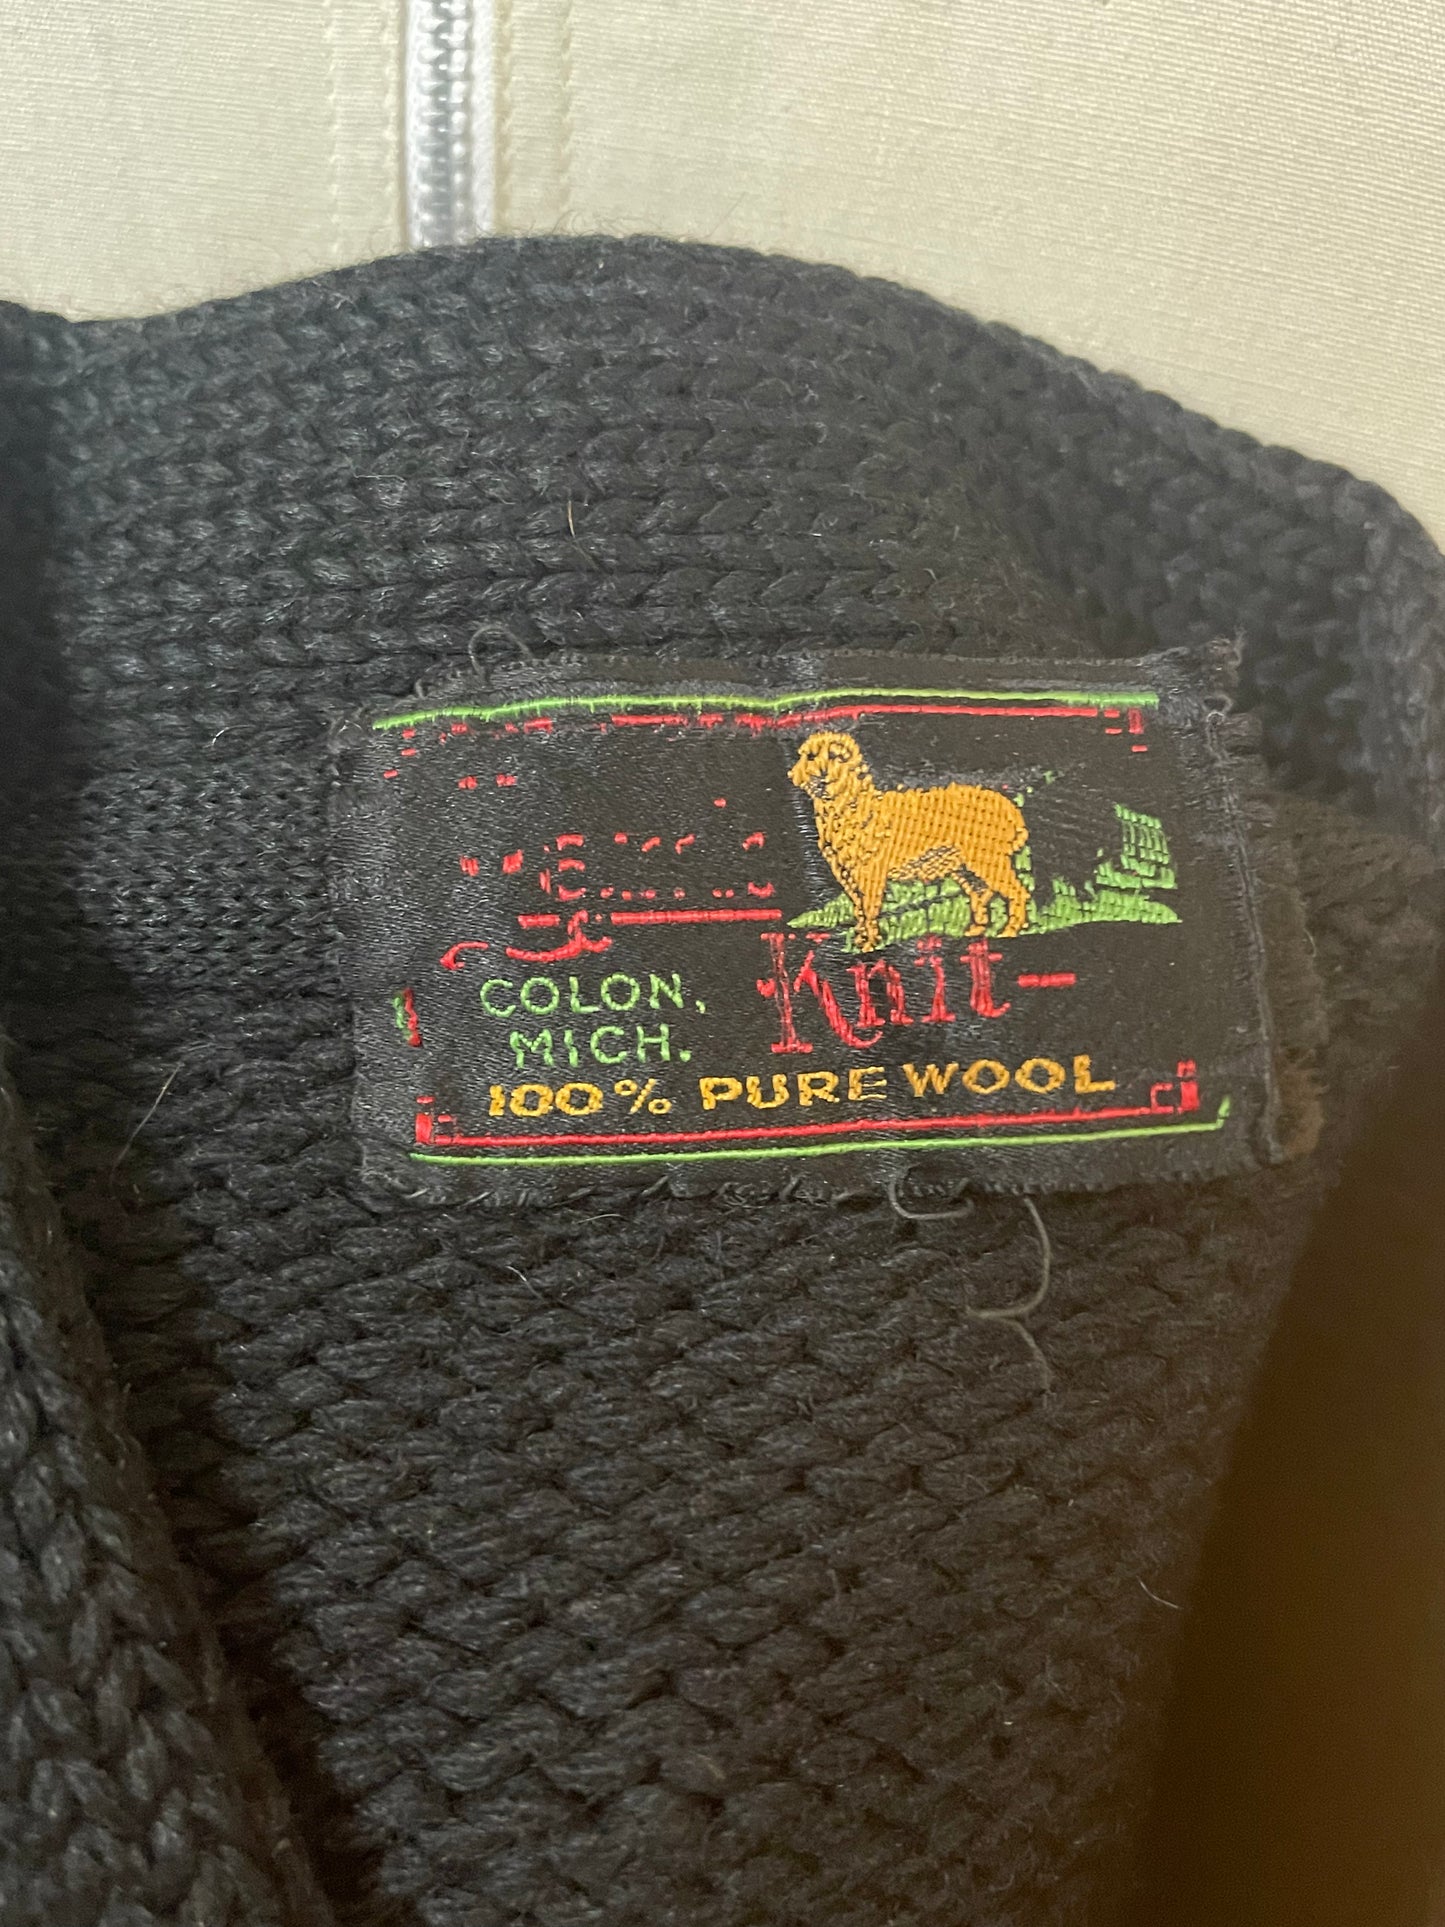 Knit-
COLON,
MICH.
100% PURE WOOL